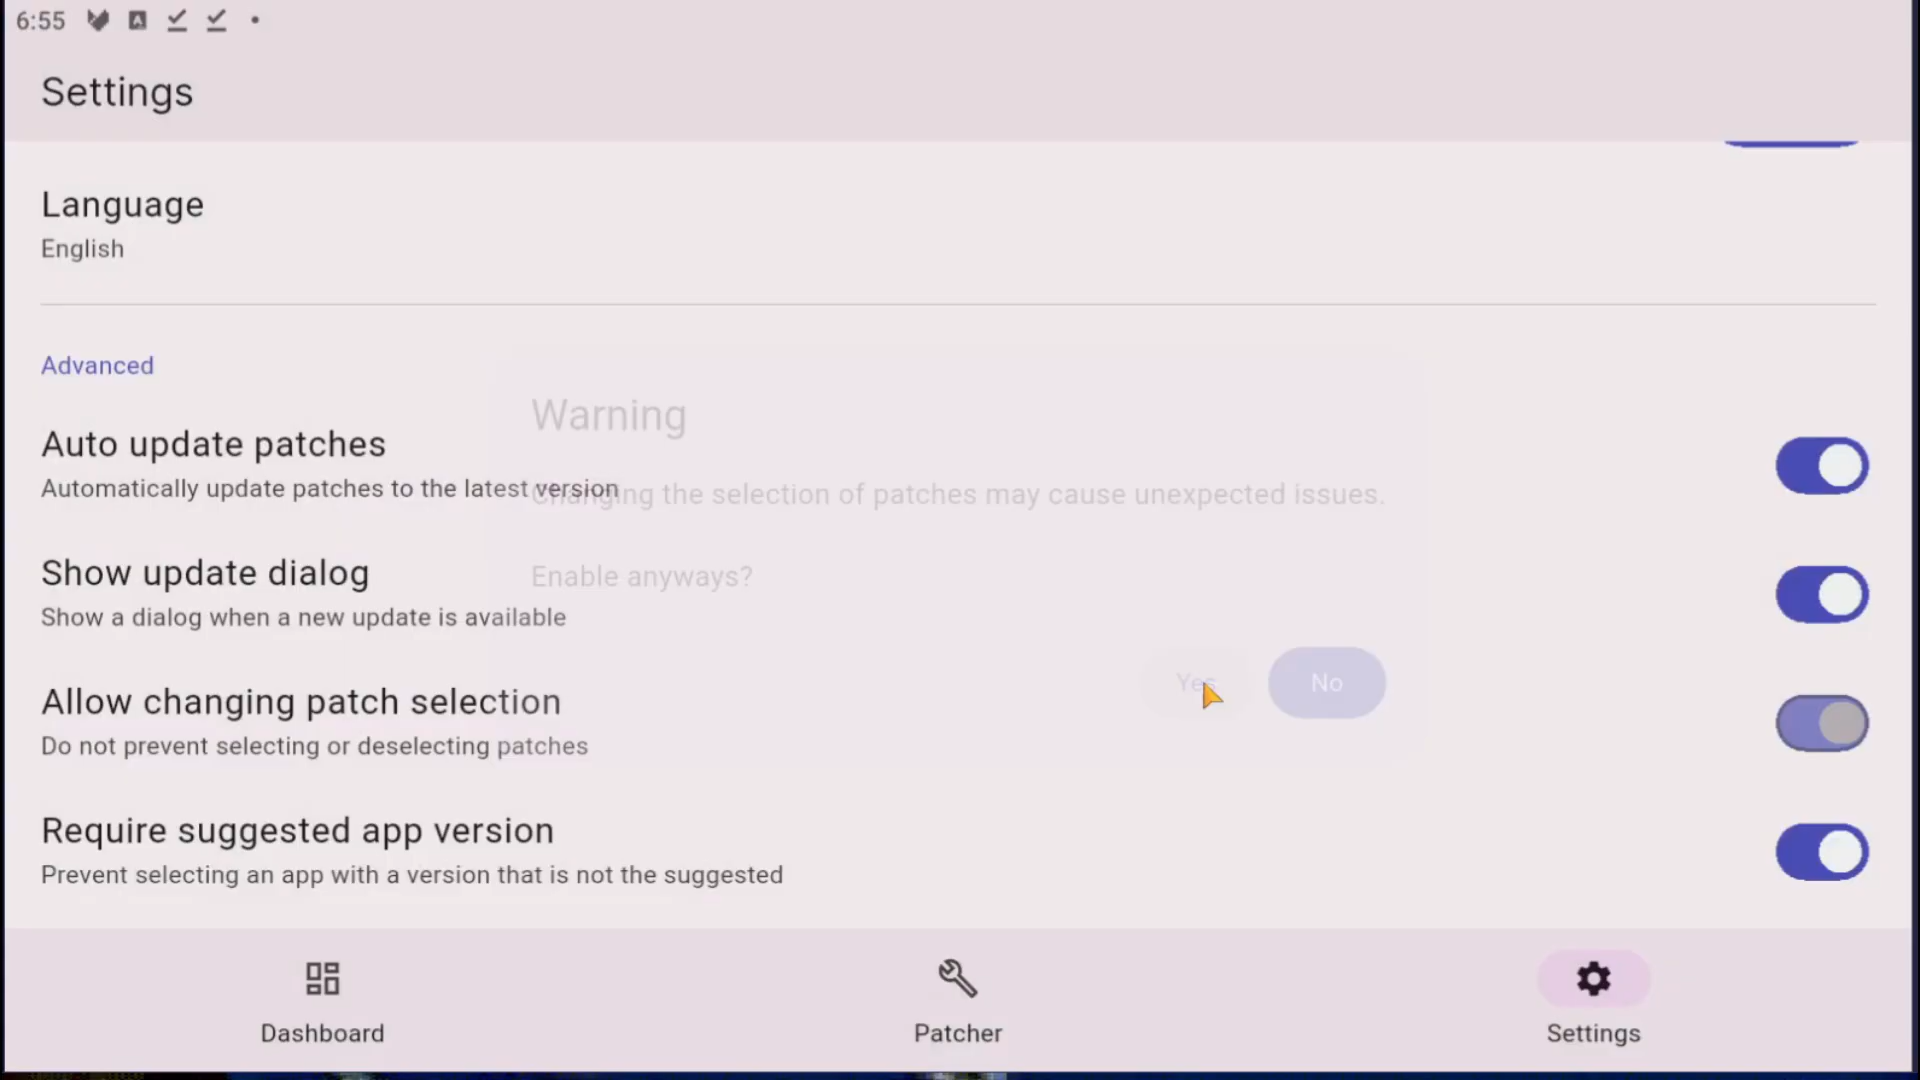 6:55
Settings
Language
English
Advanced
Warning
Auto update patches
Automatically update patches to the latest version
Changing the selection of patches may cause unexpected issues.
Show update dialog
Enable anyways?
Show a dialog when a new update is available
Yes
No
Allow changing patch selection
Do not prevent selecting or deselecting patches
Require suggested app version
Prevent selecting an app with a version that is not the suggested
Dashboard
Patcher
Settings